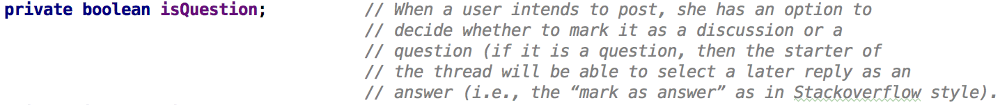 private boolean isQuestion; // When a user intends to post, she has an option to
// decide whether to mark it as a discussion or a
// question (if it is a question, then the starter of
// the thread will be able to select a later reply as an
// answer (i.e., the “mark as answer” as in Stackoverflow style).